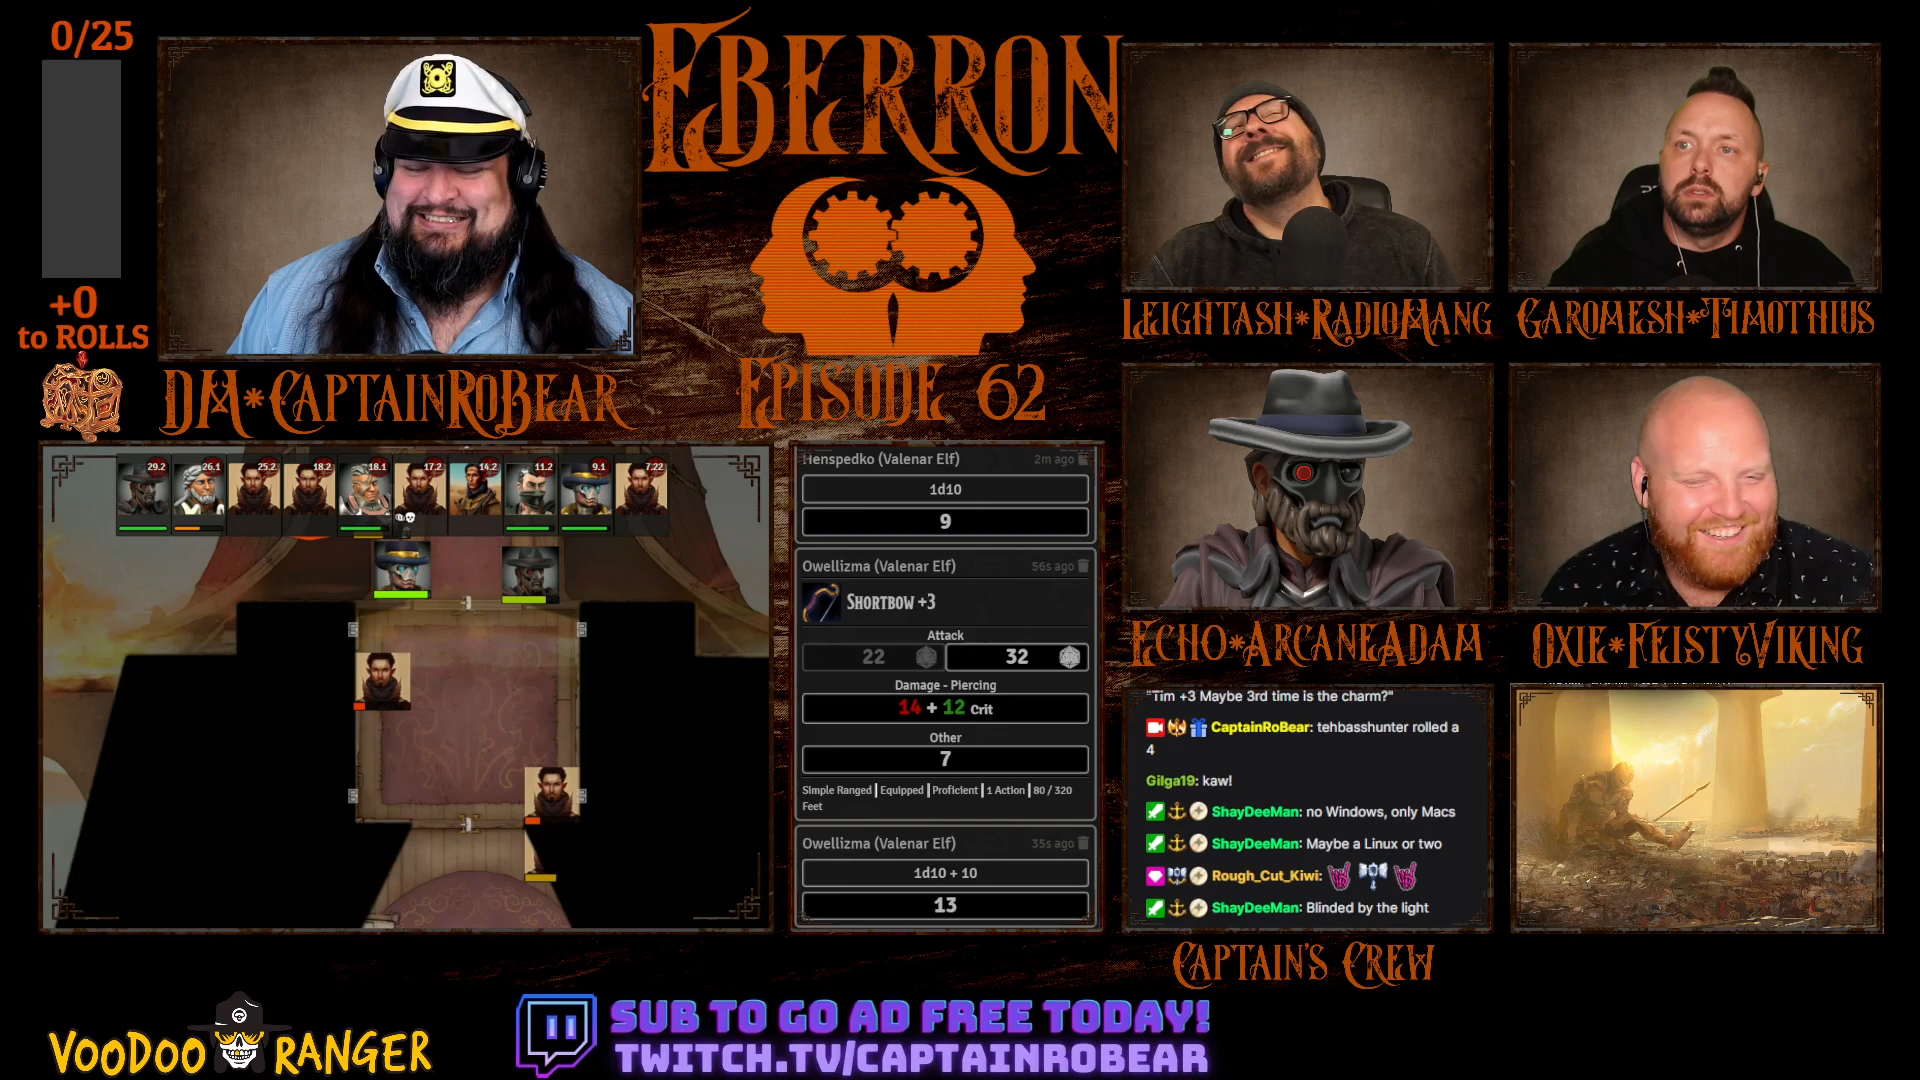 0/25
+0
to ROLLS
EBERRON
EPISODE 62
DM*CAPTAINROBEAR
LEIGHTASH*RADIOMANG
GAROMESH*TIMOTHIUS
ECHO*ARCANEADAM
OXIE*FEISTYVIKING
29.2 26.1 25.2 18.2 18.1 17.2 14.2 11.2 9.1 7.22
Henspedko (Valenar Elf) 2m ago
1d10
9
Owellizma (Valenar Elf) 56s ago
SHORTBOW +3
Attack
22 32
Damage - Piercing
14 + 12 Crit
Other
7
Simple Ranged | Equipped | Proficient | 1 Action | 80 / 320
Feet
Owellizma (Valenar Elf) 35s ago
1d10 + 10
13
"Tim +3 Maybe 3rd time is the charm?"
CaptainRoBear: tehbasshunter rolled a
4
Gilga19: kaw!
ShayDeeMan: no Windows, only Macs
ShayDeeMan: Maybe a Linux or two
Rough_Cut_Kiwi:
ShayDeeMan: Blinded by the light
CAPTAIN'S CREW
VOODOO RANGER
SUB TO GO AD FREE TODAY!
TWITCH.TV/CAPTAINROBEAR